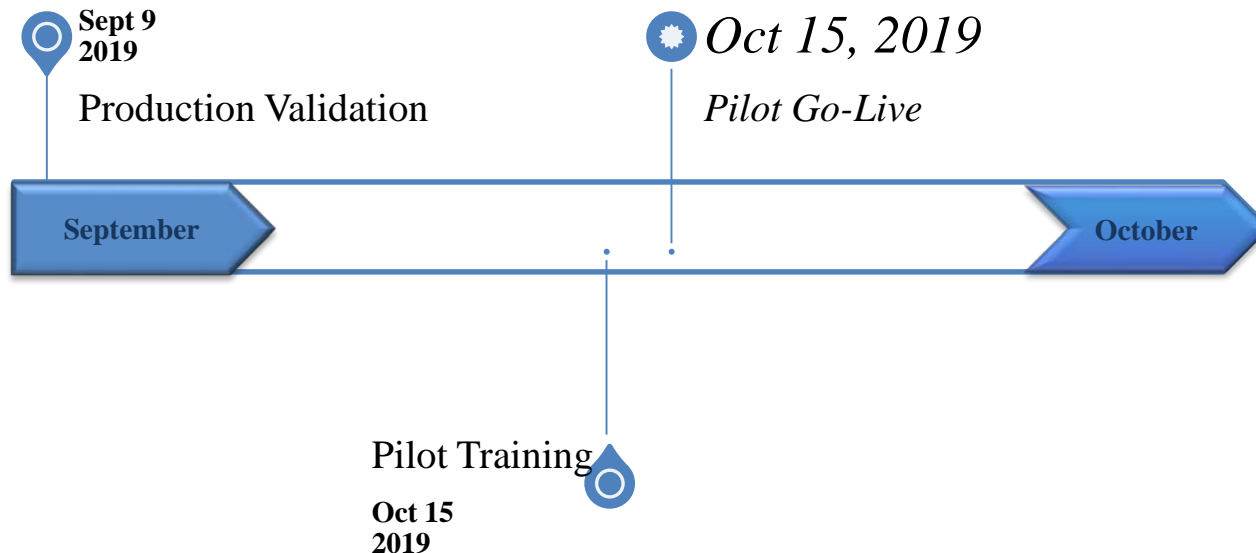 Sept 9
2019
Production Validation
Oct 15, 2019
Pilot Go-Live
September
October
Pilot Training
Oct 15
2019